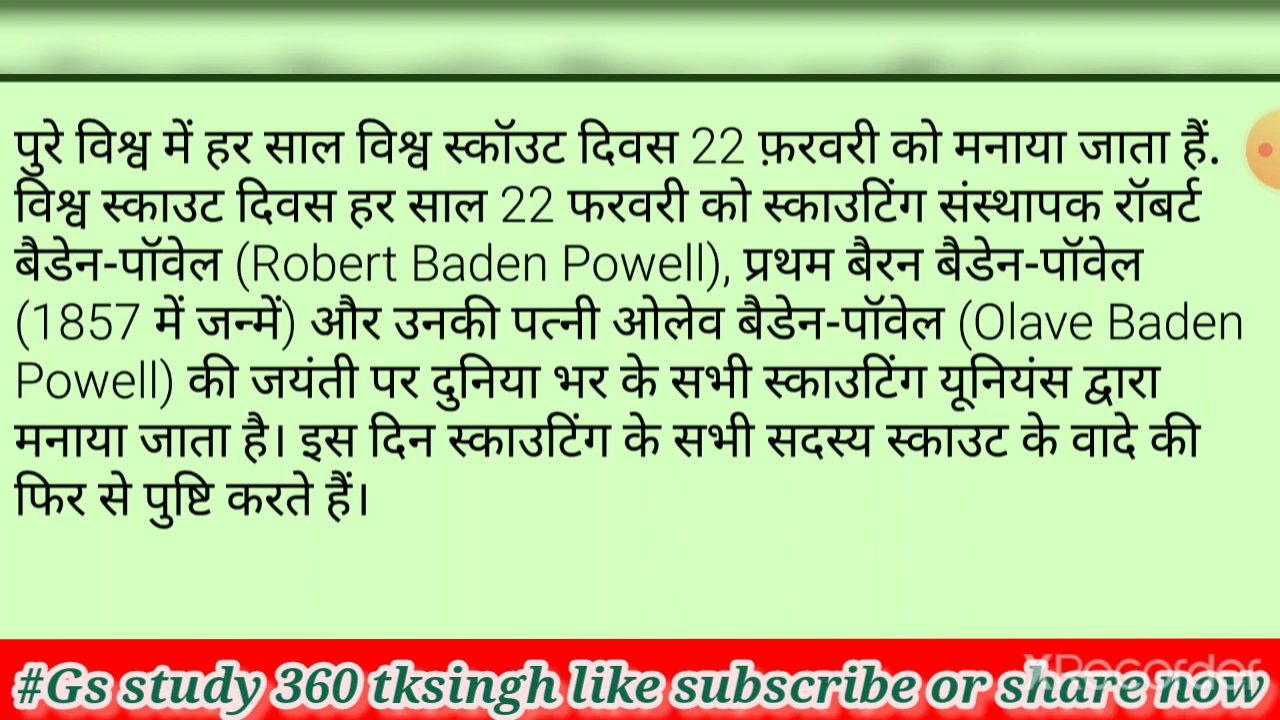 पुरे विश्व में हर साल विश्व स्कॉउट दिवस 22 फ़रवरी को मनाया जाता हैं.
विश्व स्काउट दिवस हर साल 22 फरवरी को स्काउटिंग संस्थापक रॉबर्ट
बैडेन-पॉवेल (Robert Baden Powell), प्रथम बैरन बैडेन-पॉवेल
(1857 में जन्में) और उनकी पत्नी ओलेव बैडेन-पॉवेल (Olave Baden
Powell) की जयंती पर दुनिया भर के सभी स्काउटिंग यूनियंस द्वारा
मनाया जाता है। इस दिन स्काउटिंग के सभी सदस्य स्काउट के वादे की
फिर से पुष्टि करते हैं।
XRecorder
#Gs study 360 tksingh like subscribe or share now